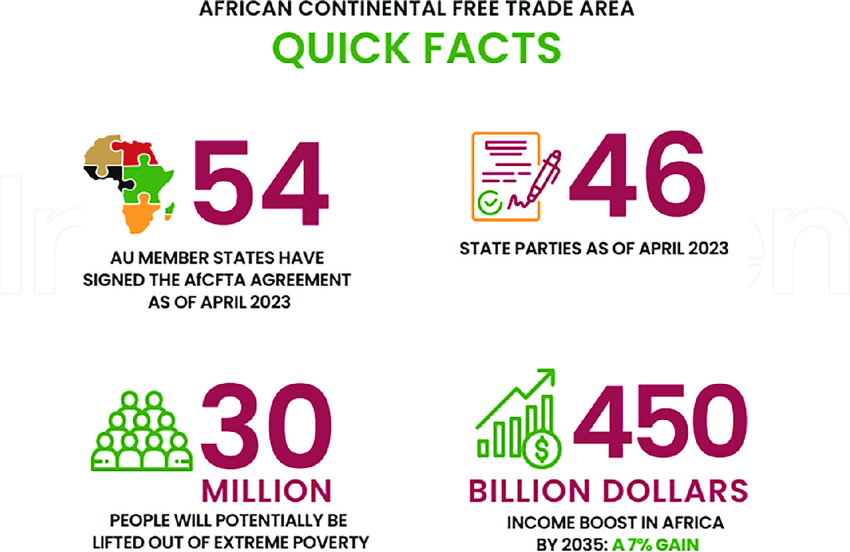 AFRICAN CONTINENTAL FREE TRADE AREA
QUICK FACTS
54
AU MEMBER STATES HAVE
SIGNED THE AfCFTA AGREEMENT
AS OF APRIL 2023
46
STATE PARTIES AS OF APRIL 2023
30
MILLION
PEOPLE WILL POTENTIALLY BE
LIFTED OUT OF EXTREME POVERTY
$
450
BILLION DOLLARS
INCOME BOOST IN AFRICA
BY 2035: A 7% GAIN